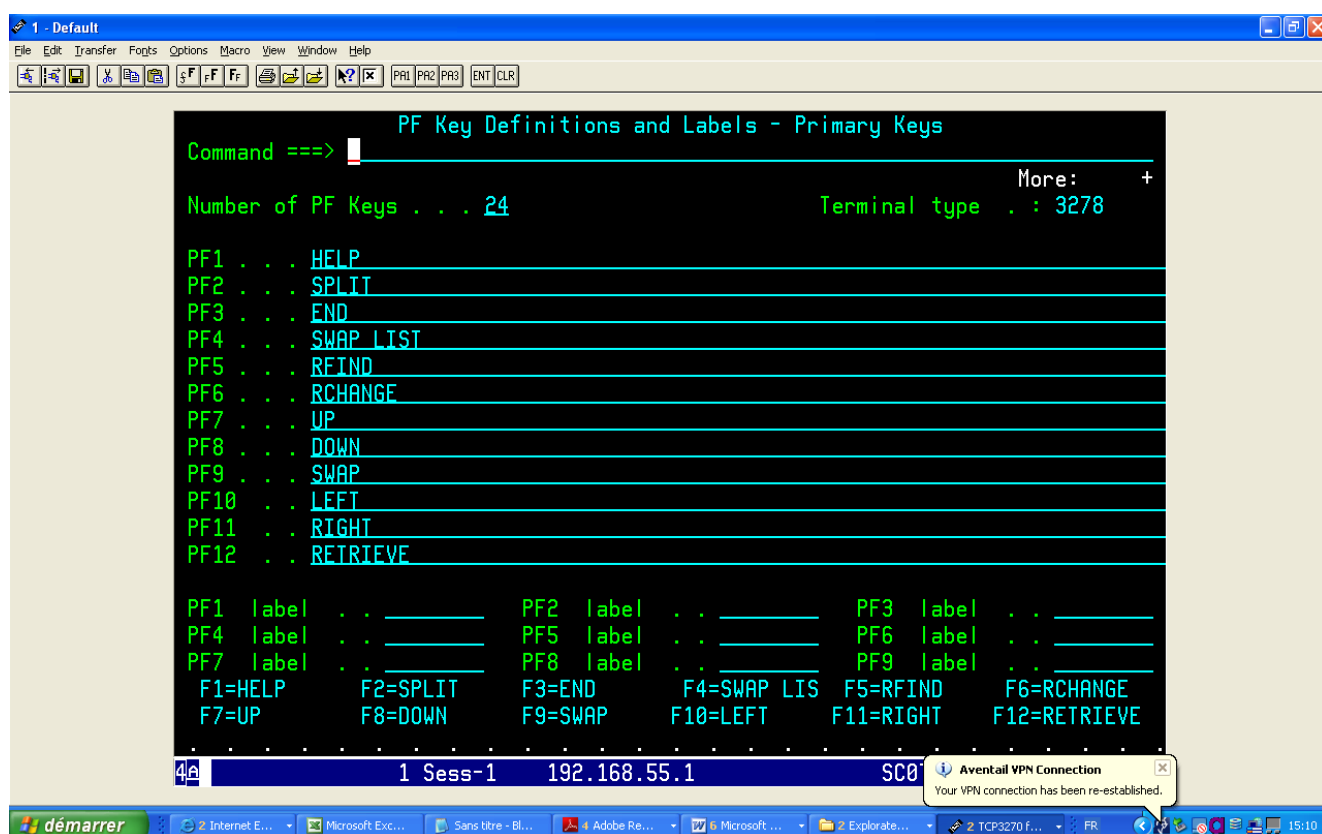 1 - Default
File Edit Transfer Fonts Options Macro View Window Help
PA1 PA2 PA3 ENT CLR
PF Key Definitions and Labels - Primary Keys
Command ===>
More: +
Number of PF Keys . . . 24 Terminal type . : 3278
PF1 . . . HELP
PF2 . . . SPLIT
PF3 . . . END
PF4 . . . SWAP LIST
PF5 . . . RFIND
PF6 . . . RCHANGE
PF7 . . . UP
PF8 . . . DOWN
PF9 . . . SWAP
PF10 . . LEFT
PF11 . . RIGHT
PF12 . . RETRIEVE
PF1 label . . PF2 label . . PF3 label . .
PF4 label . . PF5 label . . PF6 label . .
PF7 label . . PF8 label . . PF9 label . .
F1=HELP F2=SPLIT F3=END F4=SWAP LIS F5=RFIND F6=RCHANGE
F7=UP F8=DOWN F9=SWAP F10=LEFT F11=RIGHT F12=RETRIEVE
. . . . . . . . . . . . . . . . . . . . . . . . . . .
4A 1 Sess-1 192.168.55.1
Aventail VPN Connection
Your VPN connection has been re-established.
démarrer 2 Internet E... Microsoft Exc... Sans titre - Bl... 4 Adobe Re... 6 Microsoft ... 2 Explorate... 2 TCP3270 f... FR 15:10